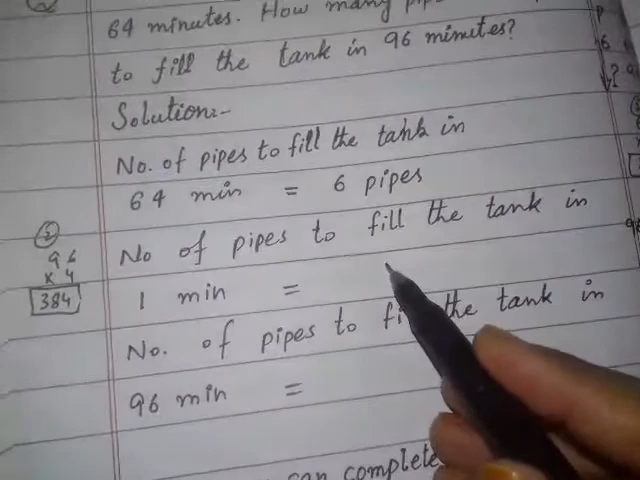 64 minutes. How many
to fill the tank in 96 minutes?
Solution:-
No. of pipes to fill the tank in
64 min = 6 pipes
No of pipes to fill the tank in
1 min =
No. of pipes to fill the tank in
96 min =
can complete
96
x 4
384
6
?